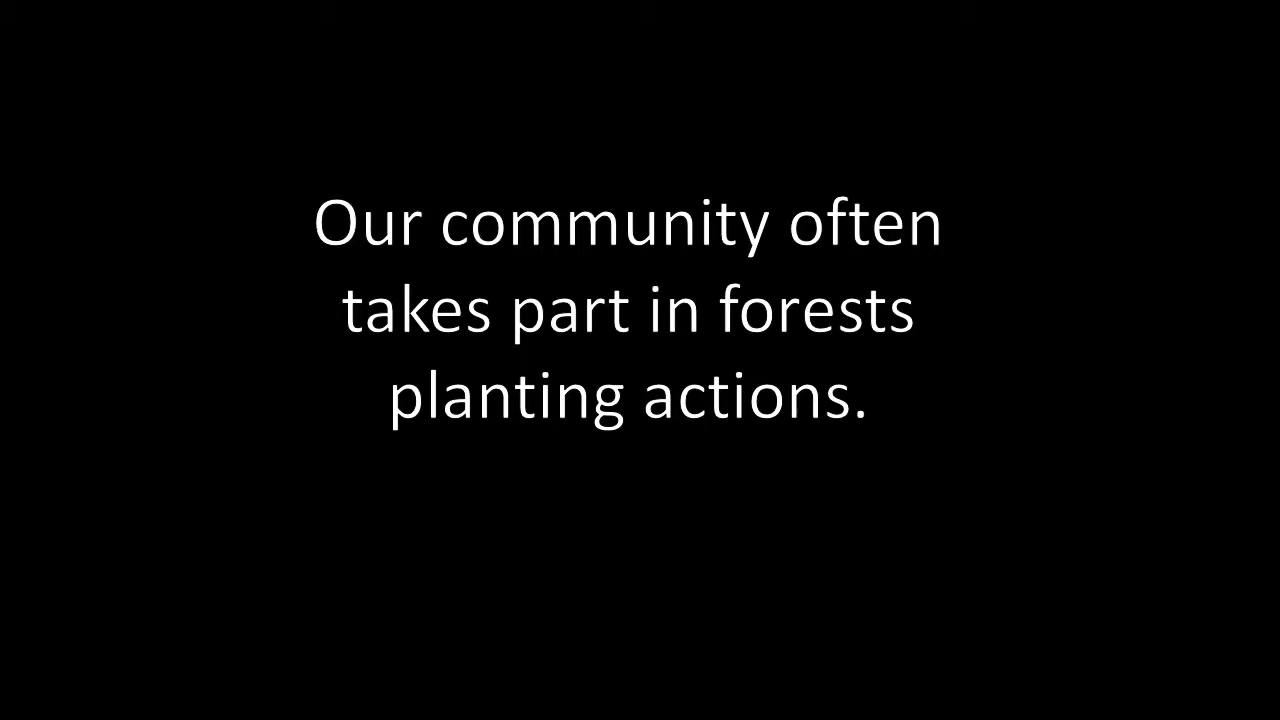 Our community often
takes part in forests
planting actions.